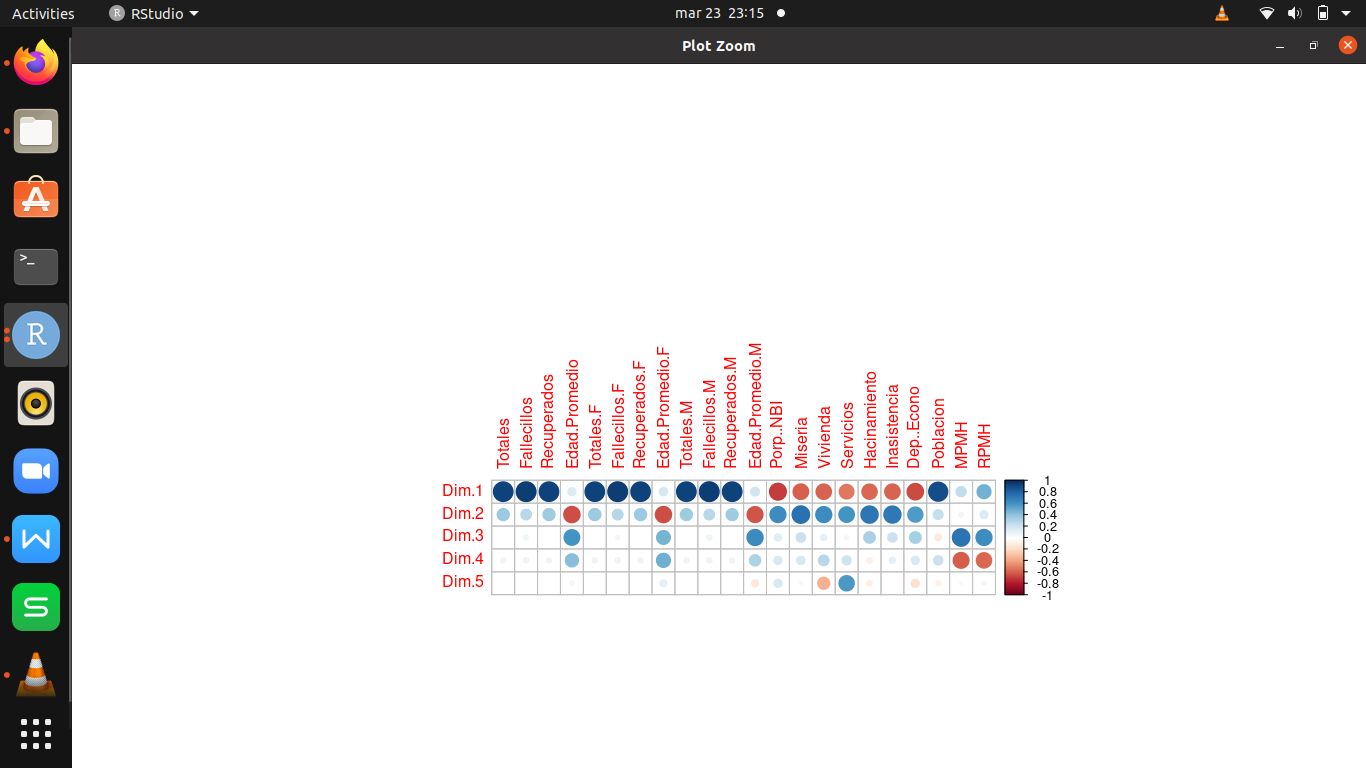 Activities
R RStudio
mar 23 23:15
Plot Zoom
>_
R
Totales
Fallecillos
Recuperados
Edad.Promedio
Totales.F
Fallecillos.F
Recuperados.F
Edad.Promedio.F
Totales.M
Fallecillos.M
Recuperados.M
Edad.Promedio.M
Porp..NBI
Miseria
Vivienda
Servicios
Hacinamiento
Inasistencia
Dep..Econo
Poblacion
MPMH
RPMH
Dim.1
Dim.2
Dim.3
Dim.4
Dim.5
1
0.8
0.6
0.4
0.2
0
-0.2
-0.4
-0.6
-0.8
-1